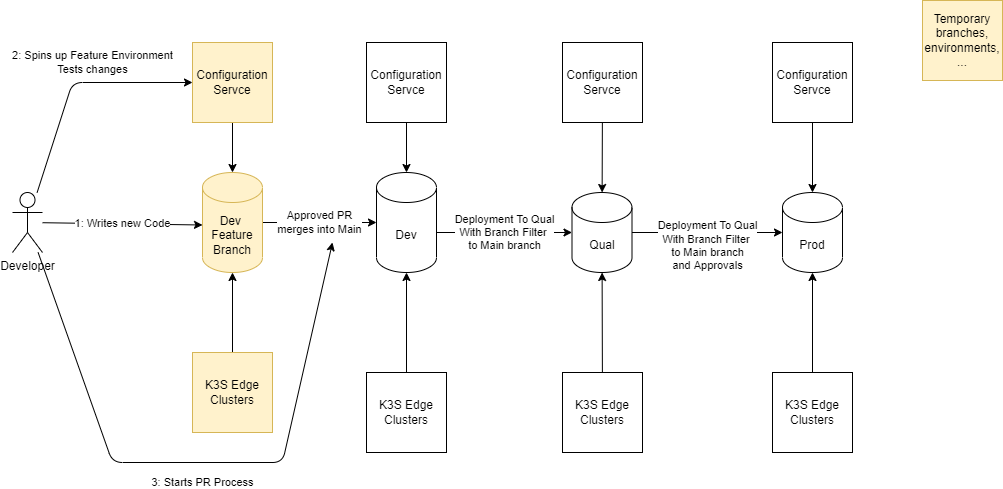 Temporary
branches,
environments,
...
2: Spins up Feature Environment
Tests changes
Configuration
Servce
Configuration
Servce
Configuration
Servce
Configuration
Servce
Developer
1: Writes new Code
Dev
Feature
Branch
Approved PR
merges into Main
Dev
Deployment To Qual
With Branch Filter
to Main branch
Qual
Deployment To Qual
With Branch Filter
to Main branch
and Approvals
Prod
K3S Edge
Clusters
K3S Edge
Clusters
K3S Edge
Clusters
K3S Edge
Clusters
3: Starts PR Process